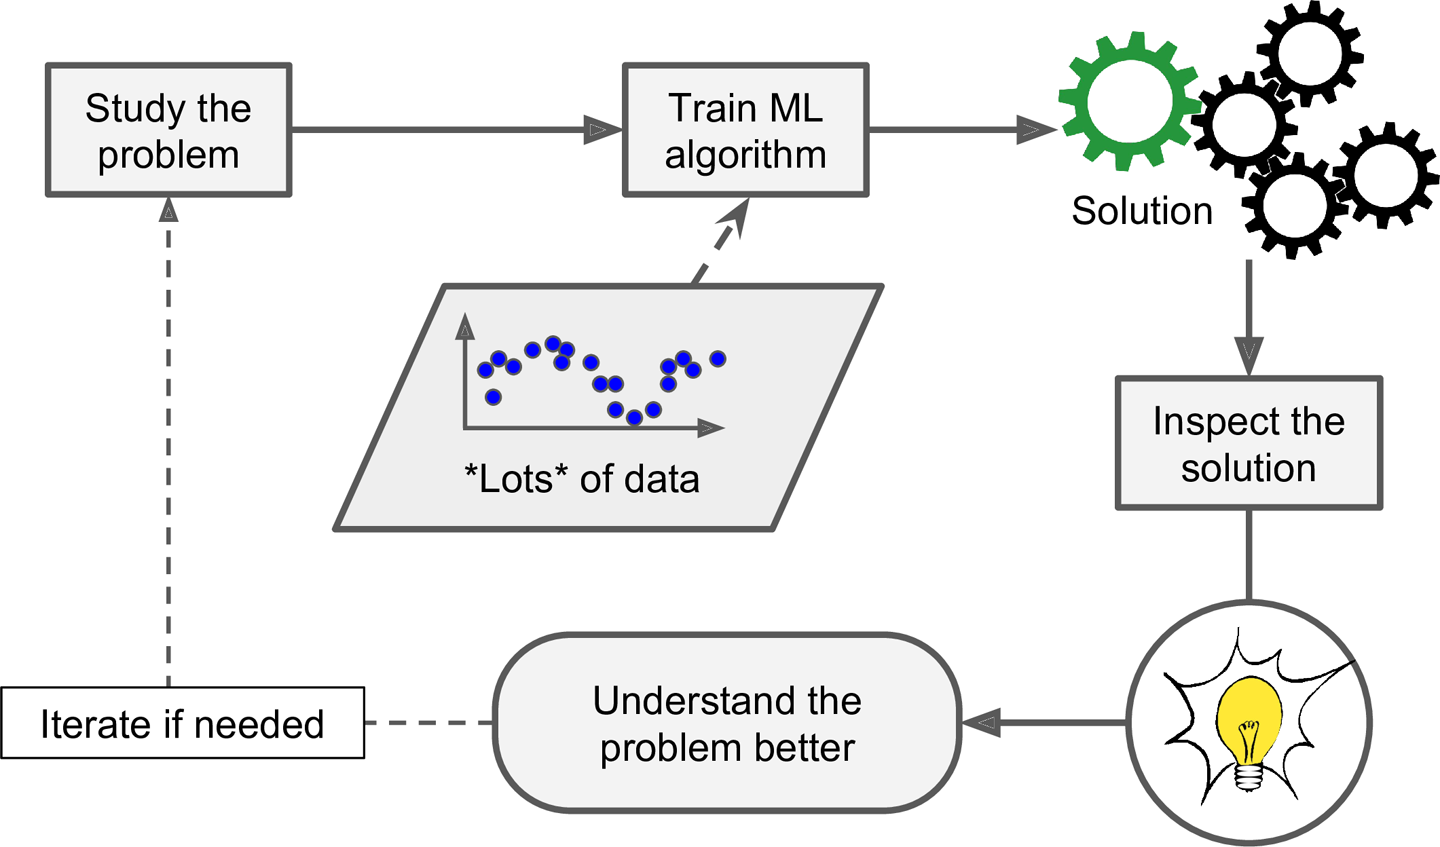 Study the
problem
Train ML
algorithm
Solution
*Lots* of data
Inspect the
solution
Understand the
problem better
Iterate if needed